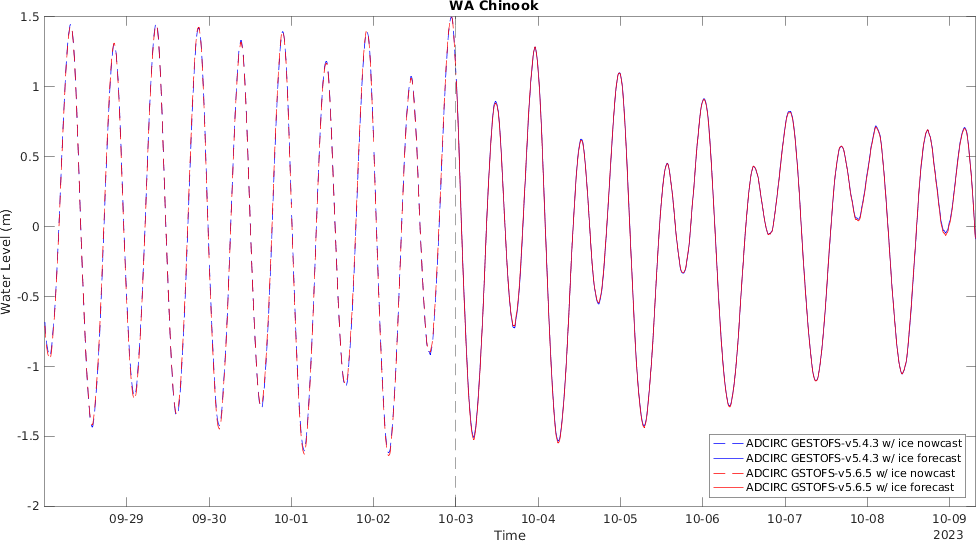 WA Chinook
1.5
1
0.5
0
-0.5
-1
-1.5
-2
Water Level (m)
ADCIRC GESTOFS-v5.4.3 w/ ice nowcast
ADCIRC GESTOFS-v5.4.3 w/ ice forecast
ADCIRC GSTOFS-v5.6.5 w/ ice nowcast
ADCIRC GSTOFS-v5.6.5 w/ ice forecast
09-29 09-30 10-01 10-02 10-03 10-04 10-05 10-06 10-07 10-08 10-09
Time 2023